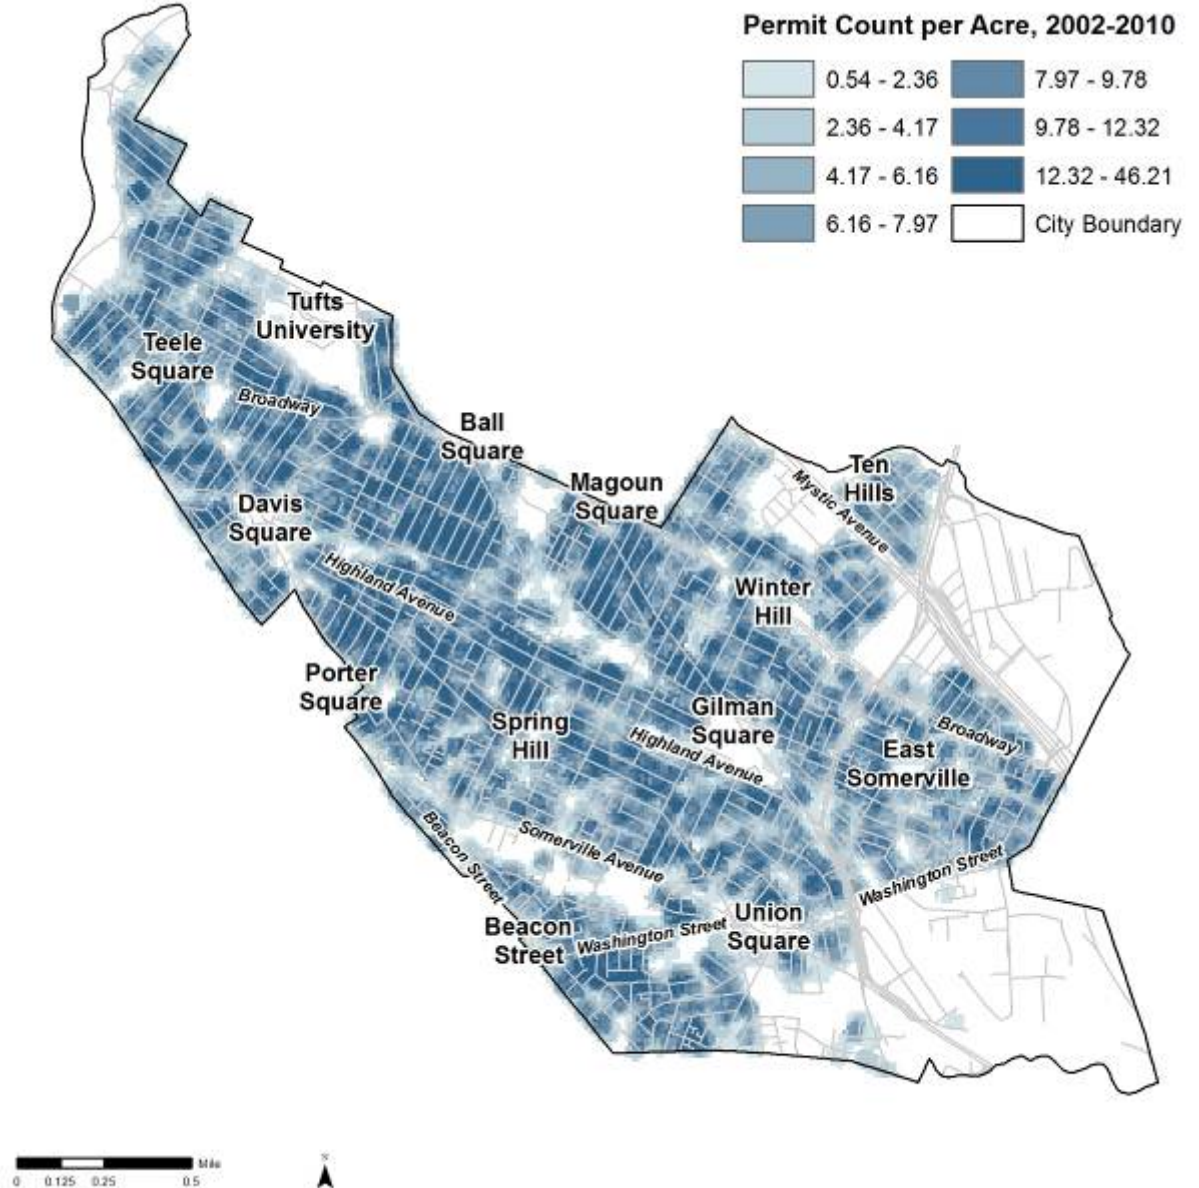 Permit Count per Acre, 2002-2010
0.54 - 2.36
7.97 - 9.78
2.36 - 4.17
9.78 - 12.32
4.17 - 6.16
12.32 - 46.21
6.16 - 7.97
City Boundary
Tufts
University
Teele
Square
Broadway
Ball
Square
Ten
Hills
Mystic Avenue
Magoun
Square
Davis
Square
Highland Avenue
Winter
Hill
Porter
Square
Spring
Hill
Gilman
Square
Highland Avenue
Broadway
East
Somerville
Beacon Street
Somerville Avenue
Washington Street
Union
Square
Beacon
Street
Washington Street
Mile
0 0.125 0.25 0.5
N